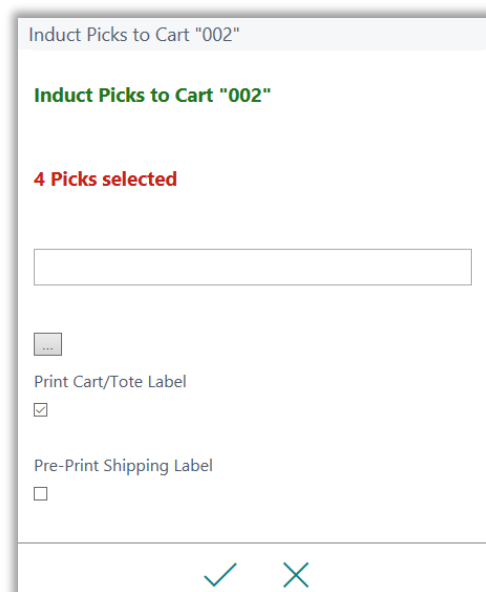 Induct Picks to Cart "002"
Induct Picks to Cart "002"
4 Picks selected
...
Print Cart/Tote Label
Pre-Print Shipping Label